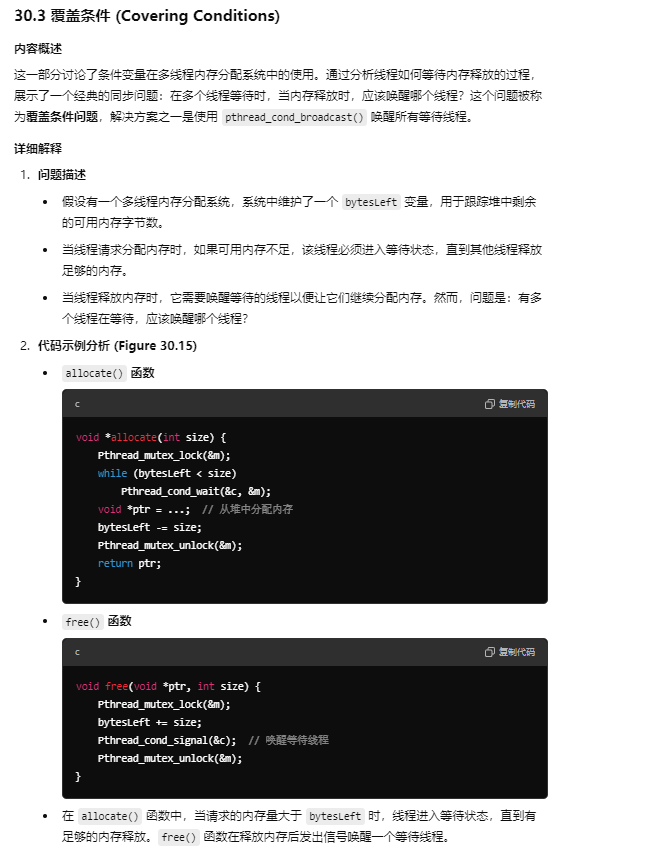 30.3 覆盖条件 (Covering Conditions)
内容概述
这一部分讨论了条件变量在多线程内存分配系统中的使用。通过分析线程如何等待内存释放的过程，
展示了一个经典的同步问题：在多个线程等待时，当内存释放时，应该唤醒哪个线程？这个问题被称
为覆盖条件问题，解决方案之一是使用 pthread_cond_broadcast() 唤醒所有等待线程。
详细解释
1. 问题描述
• 假设有一个多线程内存分配系统，系统中维护了一个 bytesLeft 变量，用于跟踪堆中剩余
的可用内存字节数。
• 当线程请求分配内存时，如果可用内存不足，该线程必须进入等待状态，直到其他线程释放
足够的内存。
• 当线程释放内存时，它需要唤醒等待的线程以便让它们继续分配内存。然而，问题是：有多
个线程在等待，应该唤醒哪个线程？
2. 代码示例分析 (Figure 30.15)
• allocate() 函数
c 复制代码
void *allocate(int size) {
    Pthread_mutex_lock(&m);
    while (bytesLeft < size)
        Pthread_cond_wait(&c, &m);
    void *ptr = ...;  // 从堆中分配内存
    bytesLeft -= size;
    Pthread_mutex_unlock(&m);
    return ptr;
}
• free() 函数
c 复制代码
void free(void *ptr, int size) {
    Pthread_mutex_lock(&m);
    bytesLeft += size;
    Pthread_cond_signal(&c);  // 唤醒等待线程
    Pthread_mutex_unlock(&m);
}
• 在 allocate() 函数中，当请求的内存量大于 bytesLeft 时，线程进入等待状态，直到有
足够的内存释放。free() 函数在释放内存后发出信号唤醒一个等待线程。